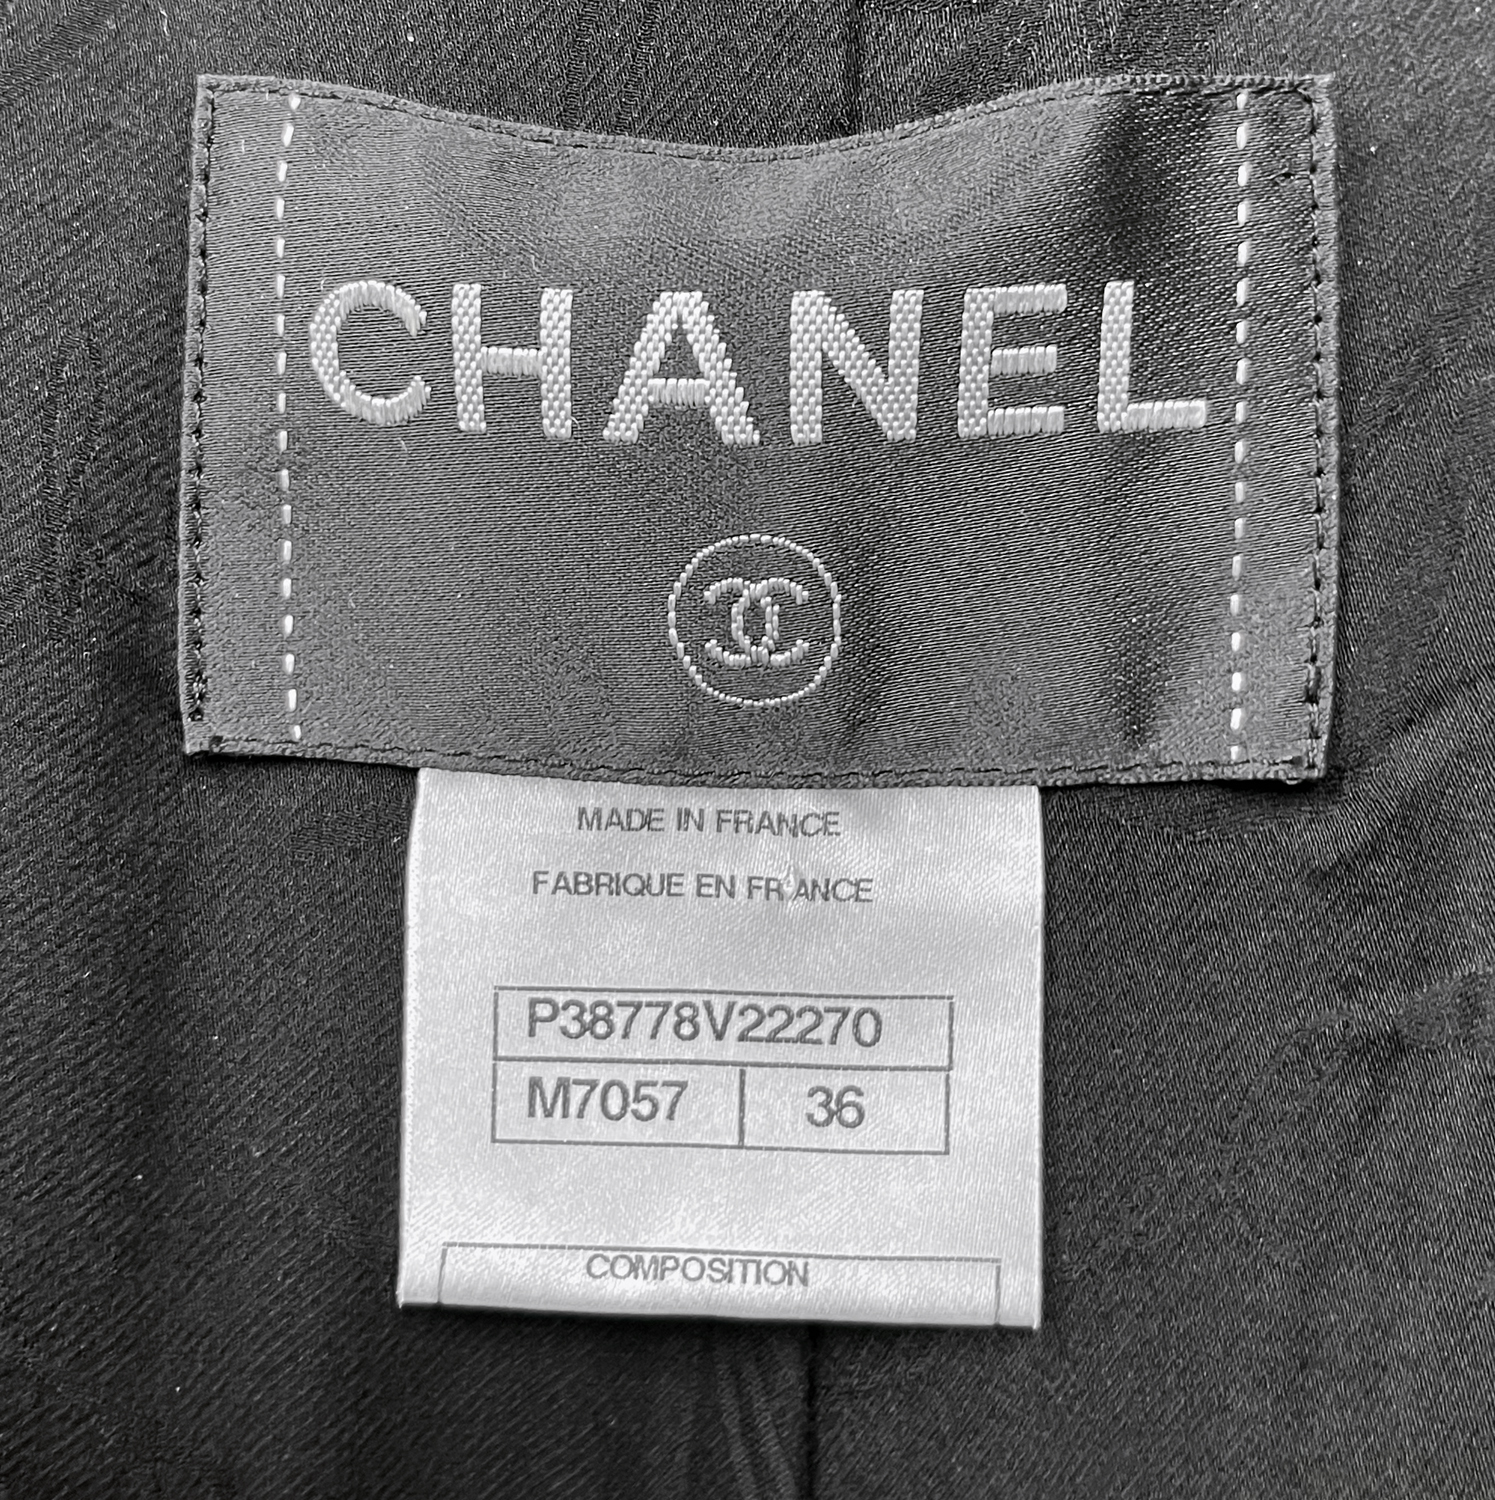 CHANEL
MADE IN FRANCE
FABRIQUE EN FRANCE
P38778V22270
M7057 36
COMPOSITION